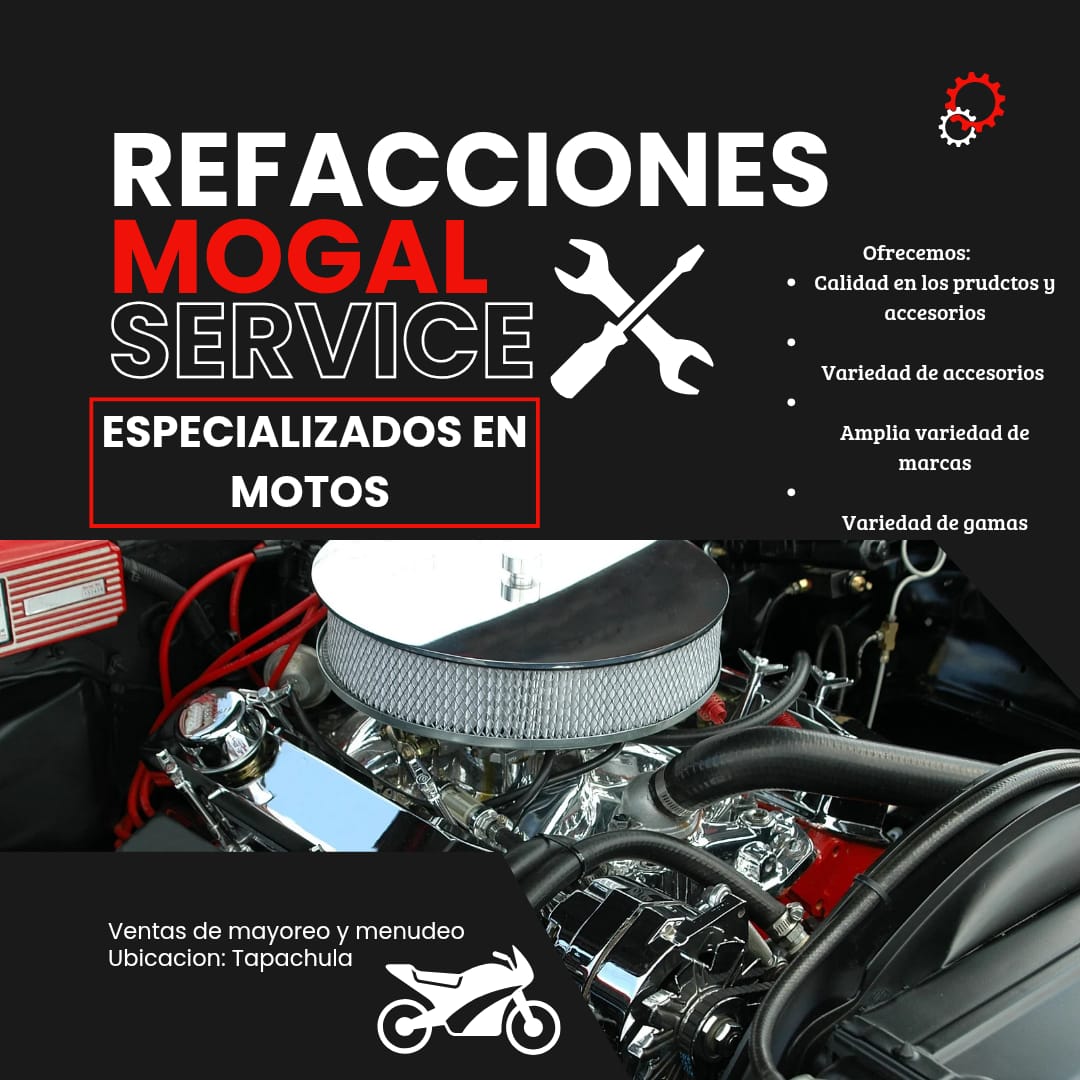 REFACCIONES
MOGAL
SERVICE
ESPECIALIZADOS EN
MOTOS
Ofrecemos:
Calidad en los prudctos y
accesorios
Variedad de accesorios
Amplia variedad de
marcas
Variedad de gamas
Ventas de mayoreo y menudeo
Ubicacion: Tapachula